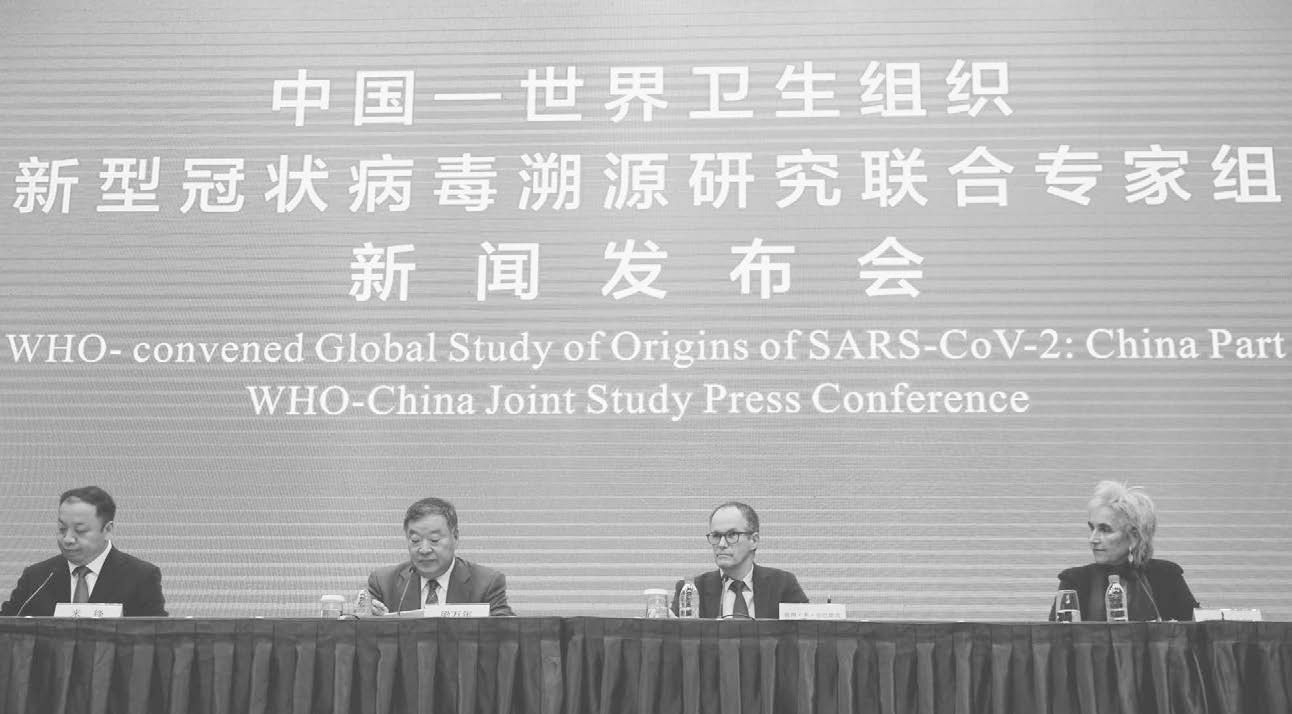 中国—世界卫生组织
新型冠状病毒溯源研究联合专家组
新闻发布会
WHO- convened Global Study of Origins of SARS-CoV-2: China Part
WHO-China Joint Study Press Conference
米锋
梁万年